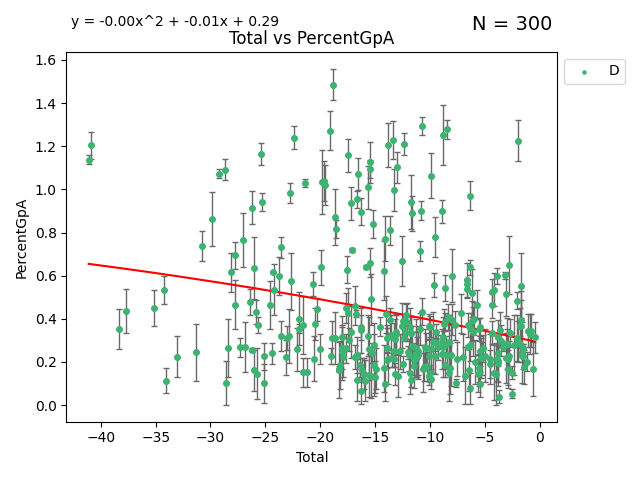 y = -0.00x^2 + -0.01x + 0.29
N = 300
Total vs PercentGpA
D
1.6
1.4
1.2
1.0
0.8
0.6
0.4
0.2
0.0
PercentGpA
−40 −35 −30 −25 −20 −15 −10 −5 0
Total